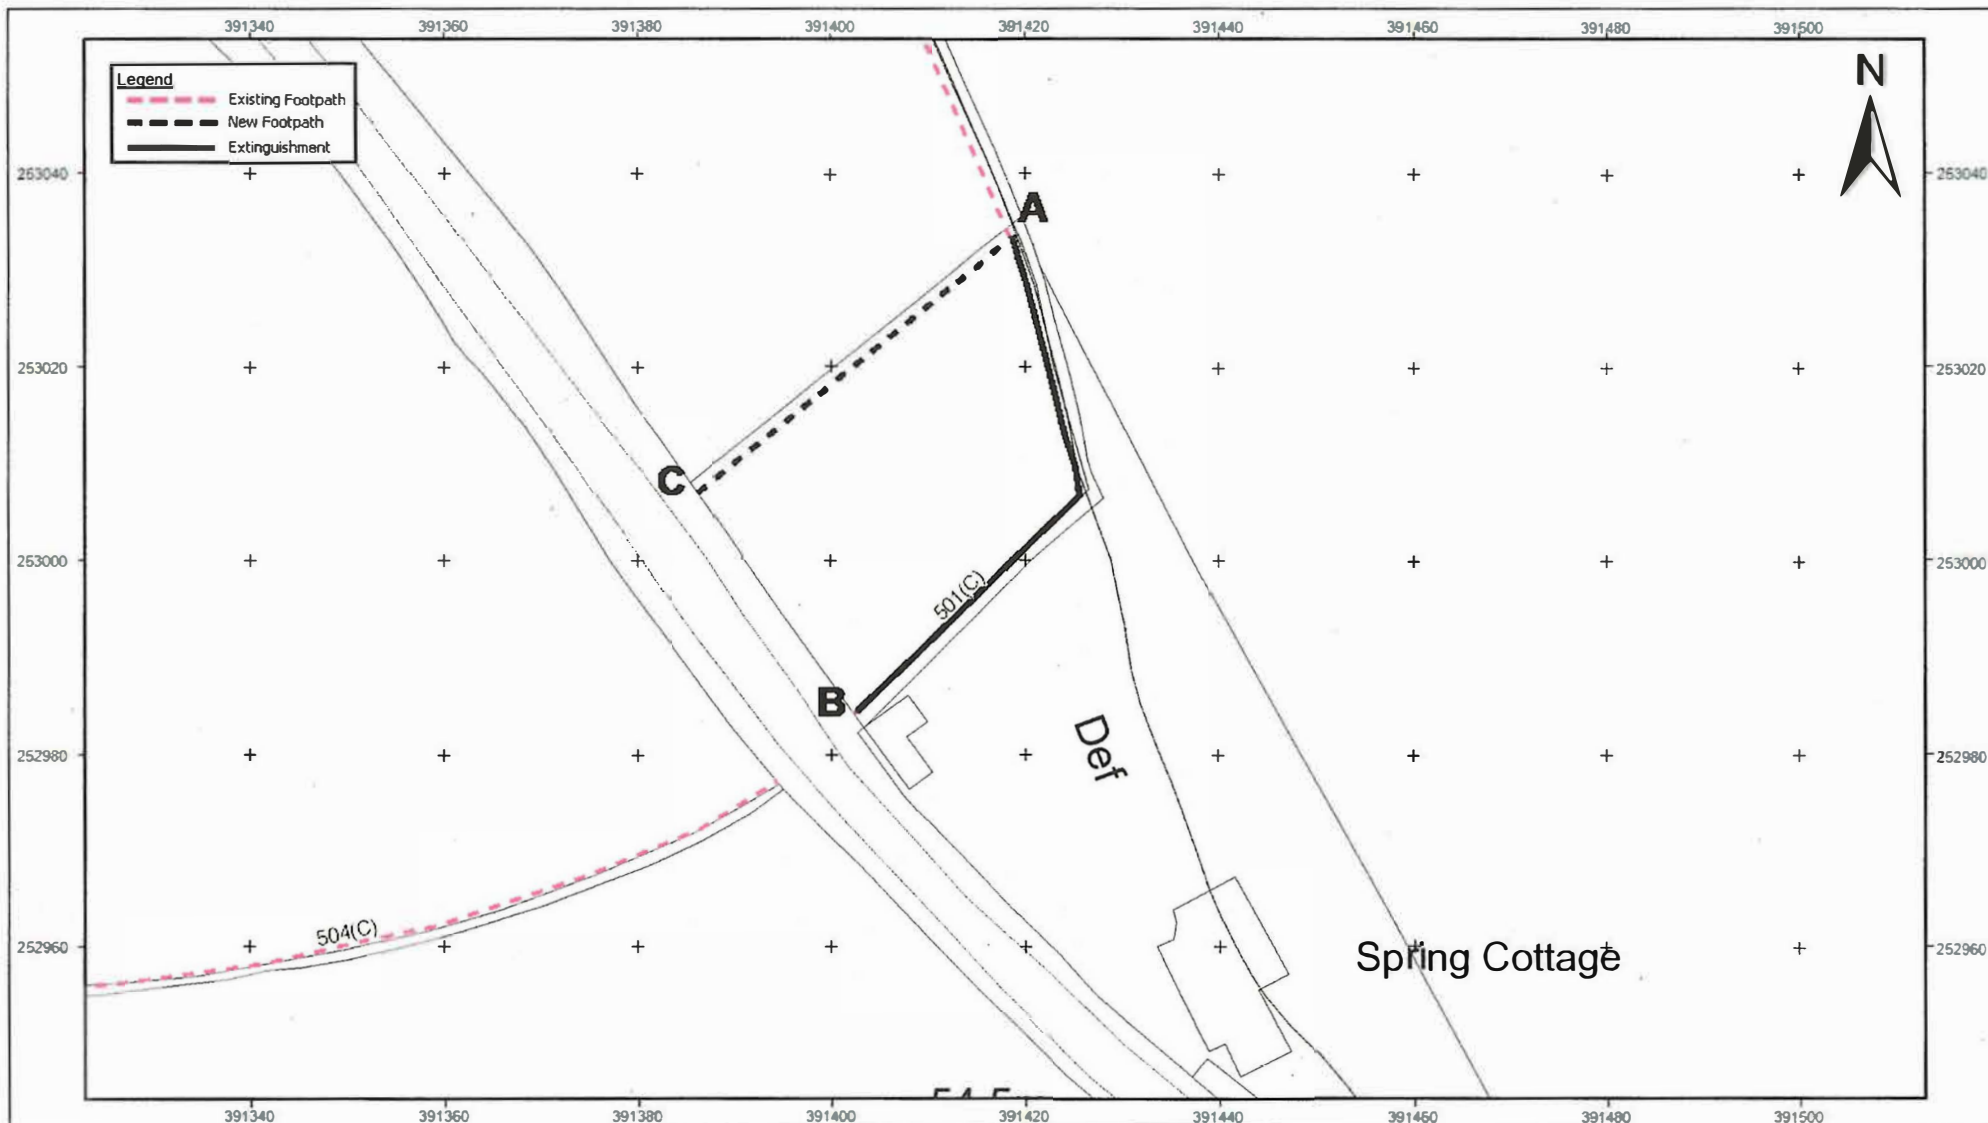 391340 391360 391380 391400 391420 391440 391460 391480 391500
Legend
Existing Footpath
New Footpath
Extinguishment
N
253040 253040
A
253020 253020
C
253000 253000
501(C)
B
Def
252980 252980
504(C)
252960 252960
Spring Cottage
391340 391360 391380 391400 391420 391440 391460 391480 391500